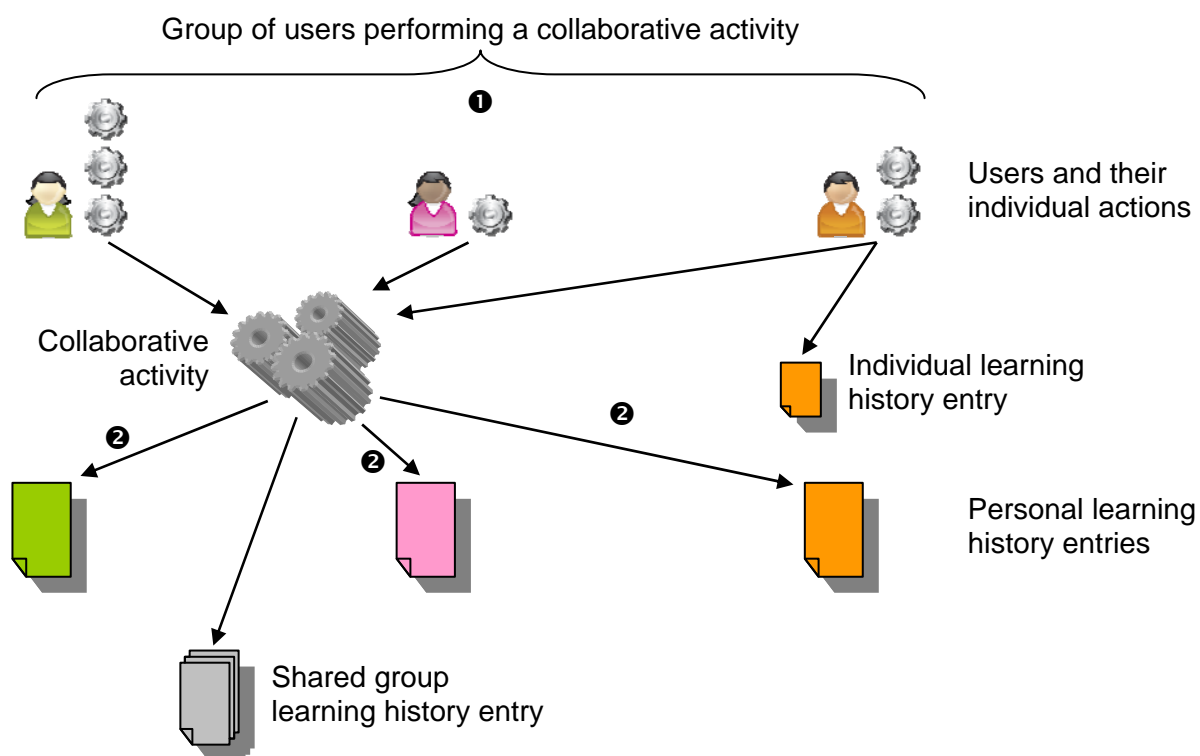 Group of users performing a collaborative activity
❶
Users and their
individual actions
Collaborative
activity
Individual learning
history entry
❷
❷
❷
Personal learning
history entries
Shared group
learning history entry